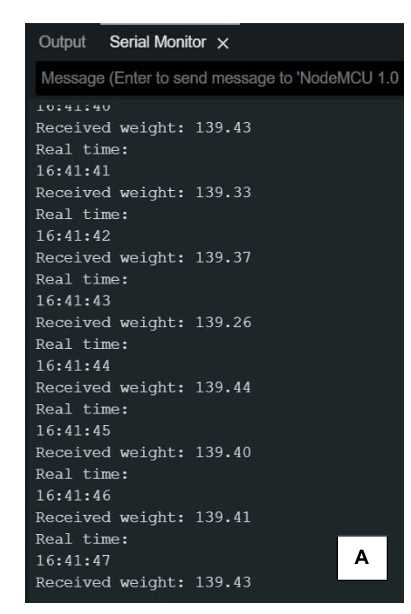 Output Serial Monitor ×
Message (Enter to send message to 'NodeMCU 1.0
16:41:40
Received weight: 139.43
Real time:
16:41:41
Received weight: 139.33
Real time:
16:41:42
Received weight: 139.37
Real time:
16:41:43
Received weight: 139.26
Real time:
16:41:44
Received weight: 139.44
Real time:
16:41:45
Received weight: 139.40
Real time:
16:41:46
Received weight: 139.41
Real time:
16:41:47
Received weight: 139.43
A